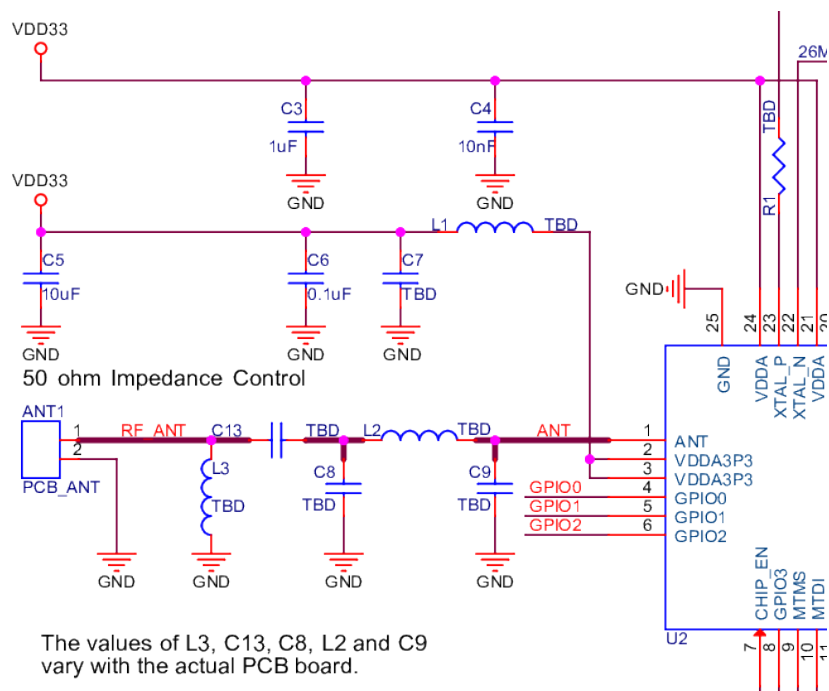 VDD33
26M
C3
1uF
GND
C4
10nF
GND
TBD
R1
VDD33
L1
TBD
C5
10uF
GND
C6
0.1uF
GND
C7
TBD
GND
GND
25
24
23
22
21
20
GND
VDDA
XTAL_P
XTAL_N
VDDA
50 ohm Impedance Control
ANT1
1
2
PCB_ANT
RF_ANT
C13
TBD
L2
TBD
ANT
L3
TBD
C8
TBD
C9
TBD
GND
GND
GND
GND
1
ANT
2
VDDA3P3
3
VDDA3P3
GPIO0
4
GPIO0
GPIO1
5
GPIO1
GPIO2
6
GPIO2
CHIP_EN
GPIO3
MTMS
MTDI
U2
7
8
9
10
11
The values of L3, C13, C8, L2 and C9
vary with the actual PCB board.